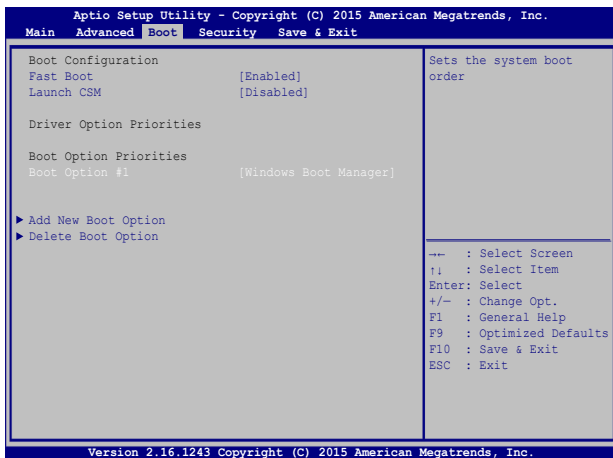 Aptio Setup Utility - Copyright (C) 2015 American Megatrends, Inc.
Main Advanced Boot Security Save & Exit
Boot Configuration
Fast Boot [Enabled]
Launch CSM [Disabled]
Driver Option Priorities
Boot Option Priorities
Boot Option #1 [Windows Boot Manager]
▶ Add New Boot Option
▶ Delete Boot Option
Sets the system boot
order
→← : Select Screen
↑↓ : Select Item
Enter: Select
+/— : Change Opt.
F1 : General Help
F9 : Optimized Defaults
F10 : Save & Exit
ESC : Exit
Version 2.16.1243 Copyright (C) 2015 American Megatrends, Inc.